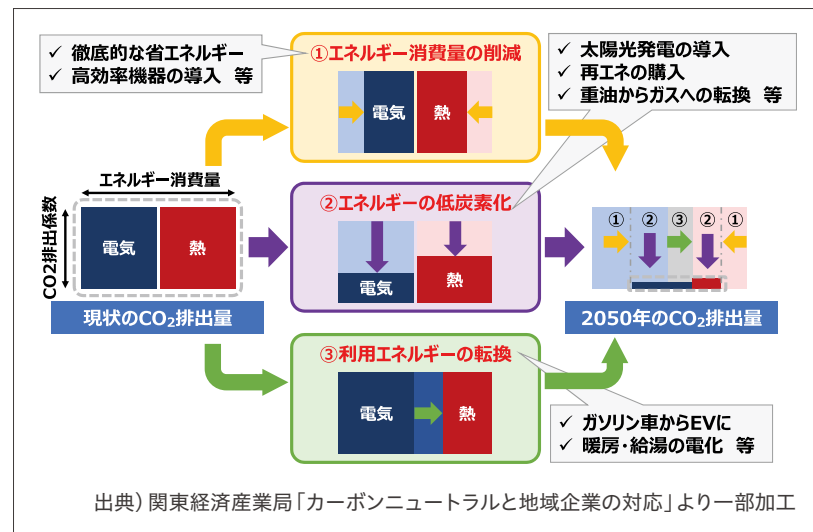 ✓ 徹底的な省エネルギー
✓ 高効率機器の導入 等
①エネルギー消費量の削減
電気
熱
✓ 太陽光発電の導入
✓ 再エネの購入
✓ 重油からガスへの転換 等
エネルギー消費量
CO2排出係数
電気
熱
現状のCO₂排出量
②エネルギーの低炭素化
電気
熱
①
②
③
②
①
2050年のCO₂排出量
③利用エネルギーの転換
電気
熱
✓ ガソリン車からEVに
✓ 暖房・給湯の電化 等
出典）関東経済産業局「カーボンニュートラルと地域企業の対応」より一部加工